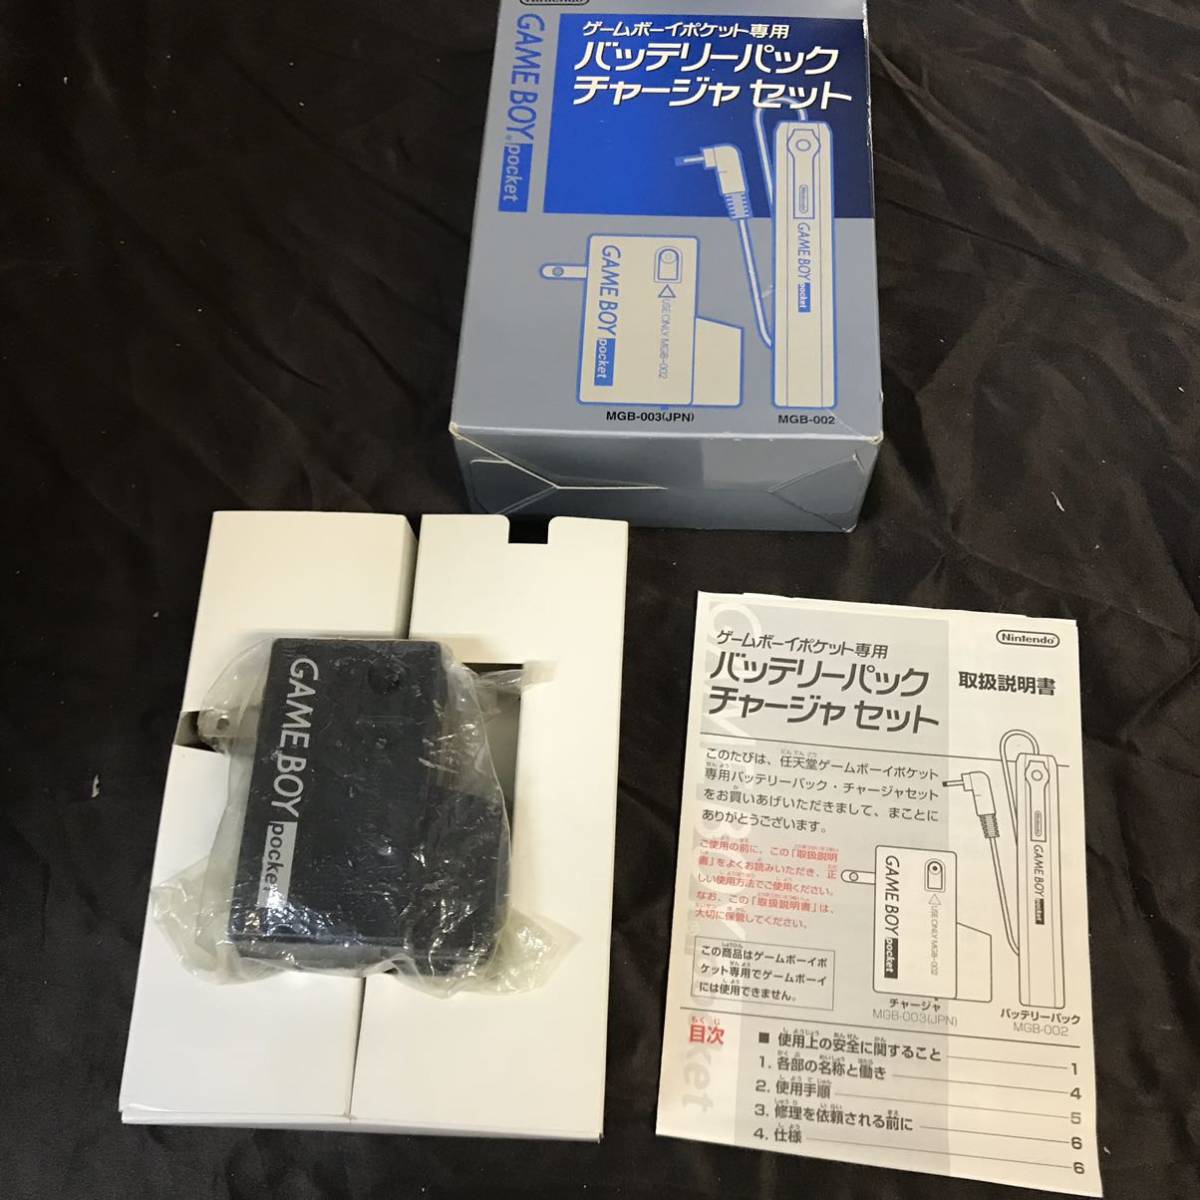 Nintendo
GAME BOY pocket
ゲームボーイポケット専用
バッテリーパック
チャージャ セット
Nintendo
GAME BOY pocket
GAME BOY pocket
USE ONLY MGB-002
MGB-003(JPN)
MGB-002
GAME BOY pocket
Nintendo
ゲームボーイポケット専用
バッテリーパック
チャージャ セット
取扱説明書
このたびは、任天堂ゲームボーイポケット
専用バッテリーパック・チャージャセット
をお買いあげいただきまして、まことに
ありがとうございます。
ご使用の前に、この「取扱説明
書」をよくお読みいただき、正
しい使用方法でご使用ください。
なお、この「取扱説明書」は、
大切に保管してください。
この商品はゲームボーイポ
ケット専用でゲームボーイ
には使用できません。
GAME BOY pocket
USE ONLY MGB-002
Nintendo
GAME BOY pocket
チャージャ
MGB-003(JPN)
バッテリーパック
MGB-002
目次
■ 使用上の安全に関すること 1
1. 各部の名称と働き 4
2. 使用手順 5
3. 修理を依頼される前に 6
4. 仕様 6